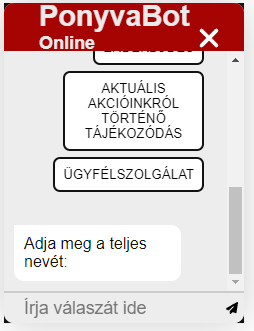 PonyvaBot
Online
AKTUÁLIS
AKCIÓINKRÓL
TÖRTÉNŐ
TÁJÉKOZÓDÁS
ÜGYFÉLSZOLGÁLAT
Adja meg a teljes
nevét:
Írja válaszát ide